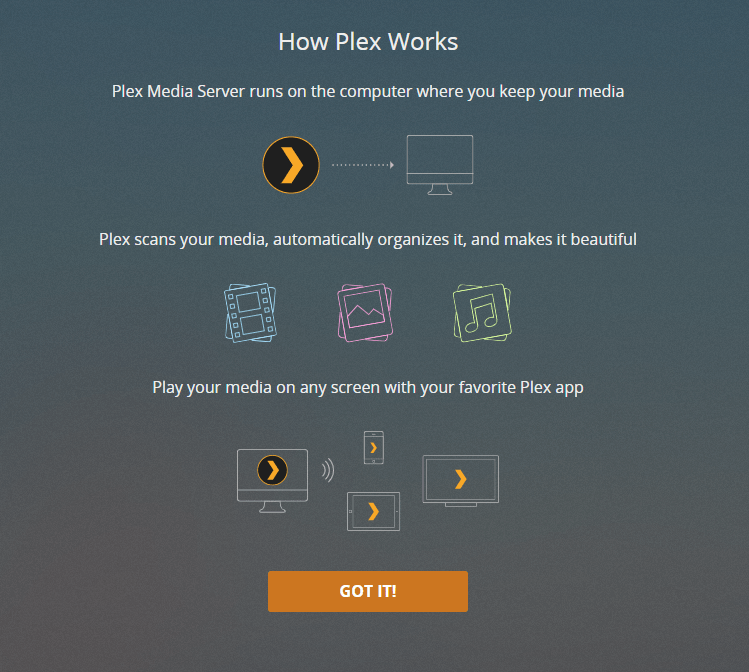 How Plex Works
Plex Media Server runs on the computer where you keep your media
Plex scans your media, automatically organizes it, and makes it beautiful
Play your media on any screen with your favorite Plex app
GOT IT!